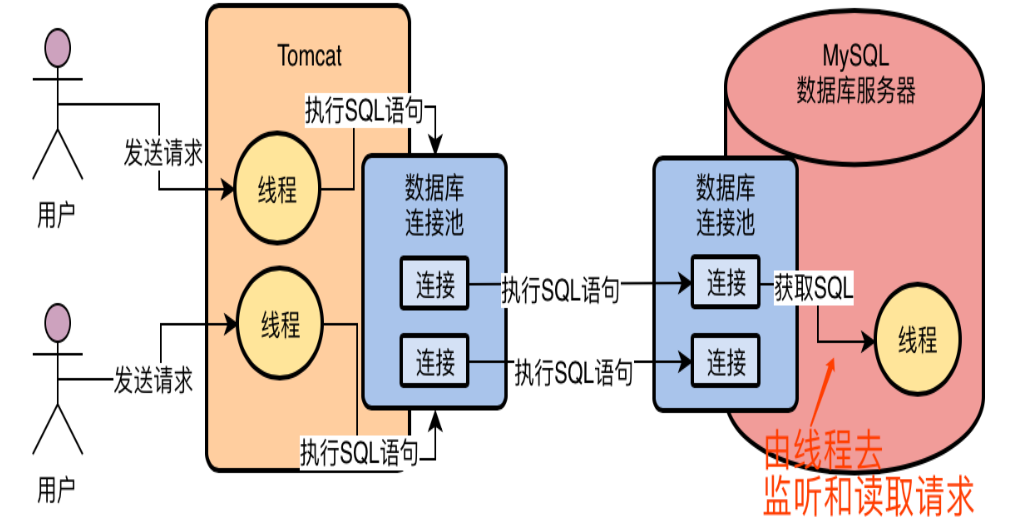 Tomcat
MySQL
数据库服务器
执行SQL语句
发送请求
线程
用户
数据库
连接池
数据库
连接池
连接
执行SQL语句
连接
获取SQL
线程
发送请求
线程
连接
执行SQL语句
连接
执行SQL语句
用户
由线程去
监听和读取请求